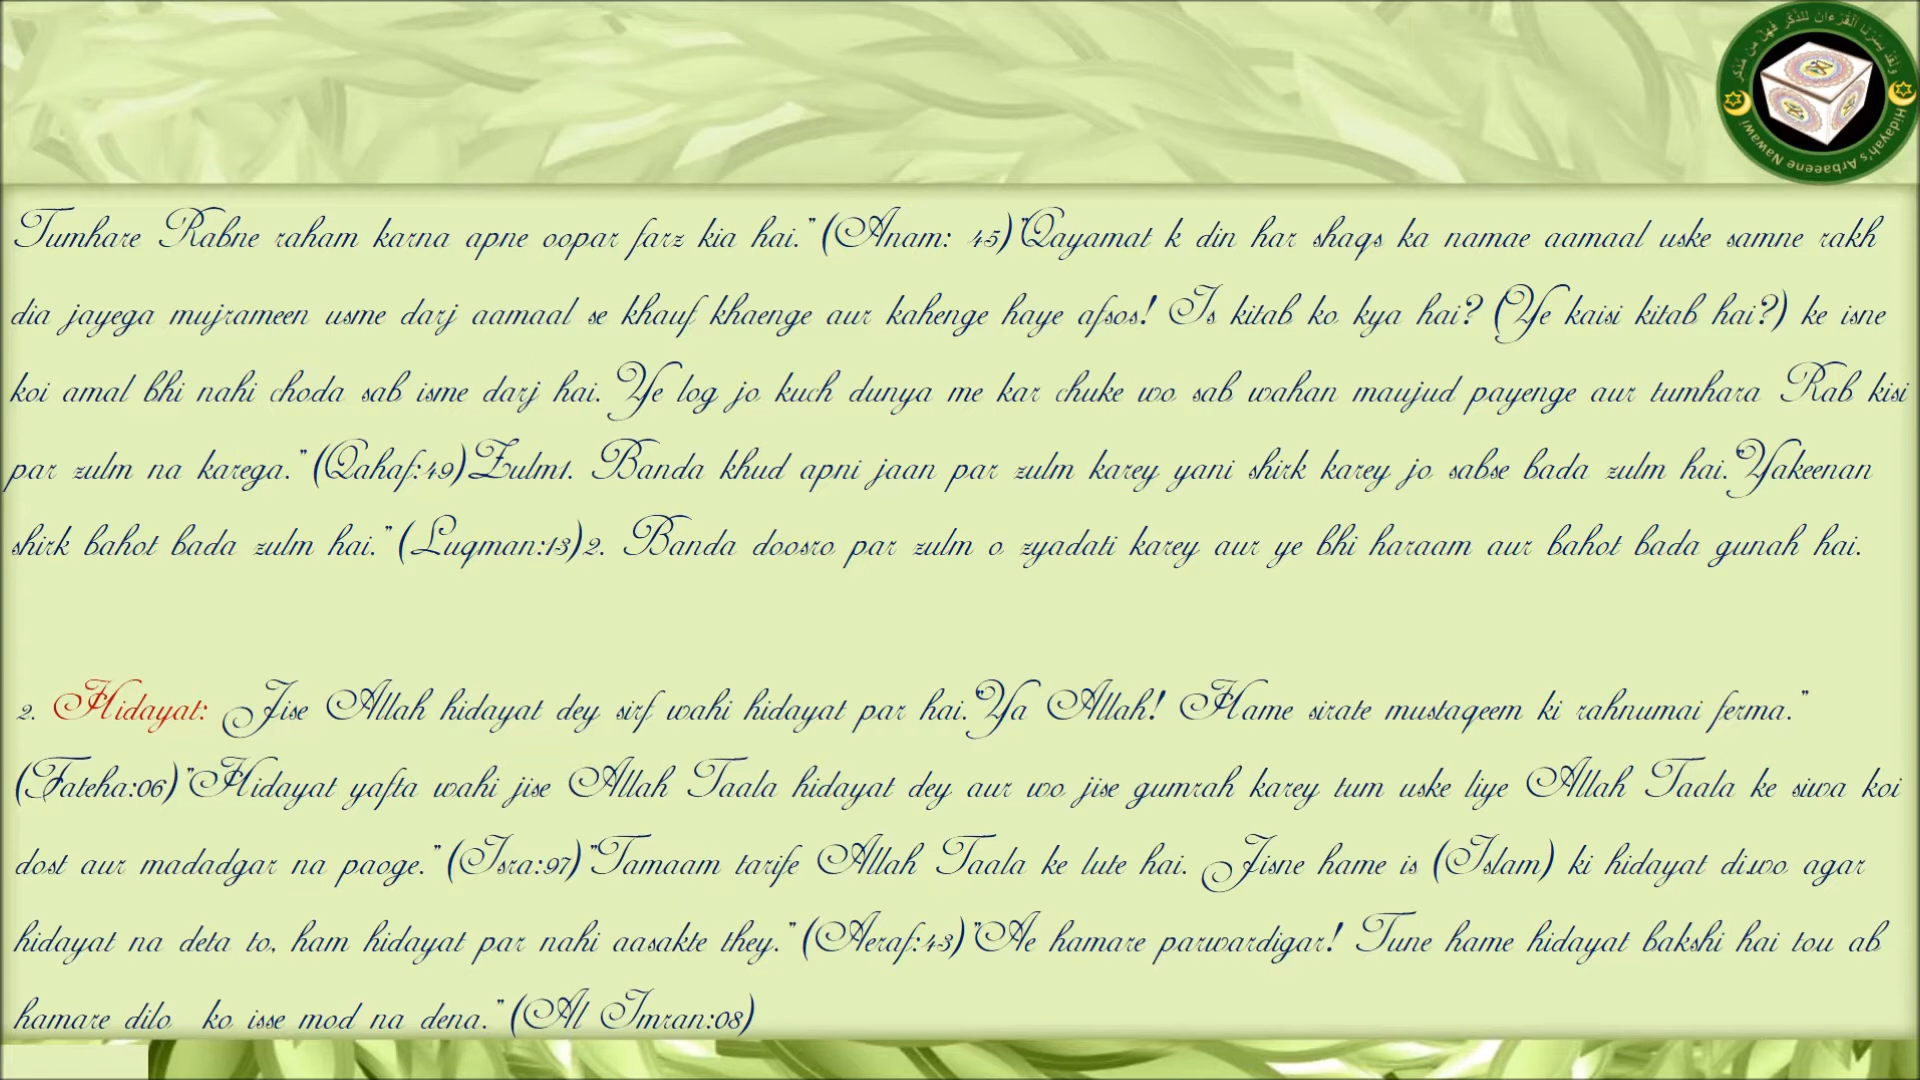 وَلَقَدْ يَسَّرْنَا الْقُرْءَانَ لِلذِّكْرِ فَهَلْ مِن مُّدَّكِرٍ
Hidayah's Arbaeene Nawawi
Tumhare Rabne raham karna apne oopar farz kia hai."(Anam: 45)"Qayamat k din har shaqs ka namae aamaal uske samne rakh
dia jayega mujrameen usme darj aamaal se khauf khaenge aur kahenge haye afsos! Is kitab ko kya hai? (Ye kaisi kitab hai?) ke isne
koi amal bhi nahi choda sab isme darj hai. Ye log jo kuch dunya me kar chuke wo sab wahan maujud payenge aur tumhara Rab kisi
par zulm na karega."(Qahaf:49)Zulm1. Banda khud apni jaan par zulm karey yani shirk karey jo sabse bada zulm hai."Yakeenan
shirk bahot bada zulm hai."(Luqman:13)2. Banda doosro par zulm o zyadati karey aur ye bhi haraam aur bahot bada gunah hai.
2. Hidayat: Jise Allah hidayat dey sirf wahi hidayat par hai."Ya Allah! Hame sirate mustaqeem ki rahnumai ferma."
(Fateha:06)"Hidayat yafta wahi jise Allah Taala hidayat dey aur wo jise gumrah karey tum uske liye Allah Taala ke siwa koi
dost aur madadgar na paoge."(Isra:97)"Tamaam tarife Allah Taala ke lute hai. Jisne hame is (Islam) ki hidayat di.wo agar
hidayat na deta to, ham hidayat par nahi aasakte they."(Aeraf:43)"Ae hamare parwardigar! Tune hame hidayat bakshi hai tou ab
hamare dilo ko isse mod na dena."(Al Imran:08)